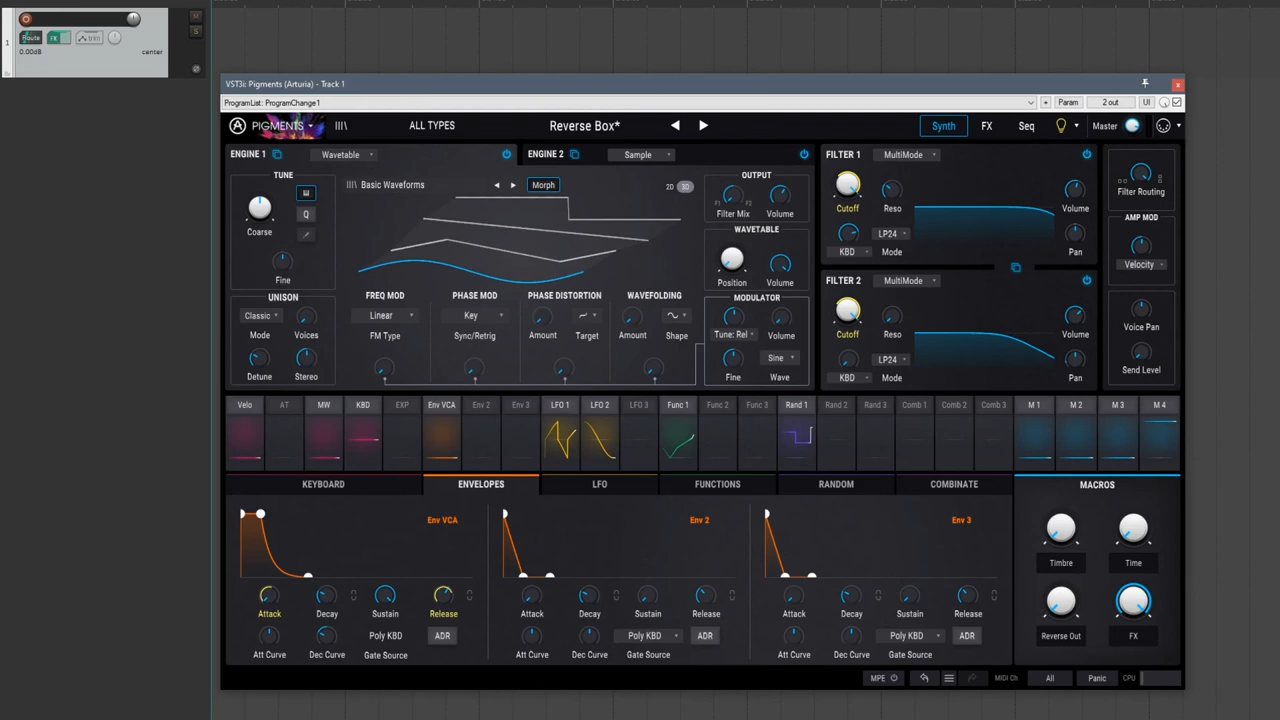 M
Route
FX
trim
S
1
0.00dB
center
VST3i: Pigments (Arturia) - Track 1
ProgramList: ProgramChange1
+
Param
2 out
UI
PIGMENTS
ALL TYPES
Reverse Box*
Synth
FX
Seq
Master
ENGINE 1
Wavetable
ENGINE 2
Sample
FILTER 1
MultiMode
TUNE
Basic Waveforms
Morph
2D
3D
OUTPUT
Q
F1
F2
Cutoff
Reso
Volume
Filter Routing
Coarse
Filter Mix
Volume
AMP MOD
WAVETABLE
KBD
LP24
Mode
Pan
Velocity
Fine
Position
Volume
FILTER 2
MultiMode
UNISON
FREQ MOD
PHASE MOD
PHASE DISTORTION
WAVEFOLDING
MODULATOR
Classic
Linear
Key
Mode
Voices
FM Type
Sync/Retrig
Amount
Target
Amount
Shape
Tune: Rel
Volume
Cutoff
Reso
Volume
Voice Pan
Sine
LP24
Detune
Stereo
Fine
Wave
KBD
Mode
Pan
Send Level
Velo
AT
MW
KBD
EXP
Env VCA
Env 2
Env 3
LFO 1
LFO 2
LFO 3
Func 1
Func 2
Func 3
Rand 1
Rand 2
Rand 3
Comb 1
Comb 2
Comb 3
M 1
M 2
M 3
M 4
KEYBOARD
ENVELOPES
LFO
FUNCTIONS
RANDOM
COMBINATE
MACROS
Env VCA
Env 2
Env 3
Timbre
Time
Attack
Decay
Sustain
Release
Attack
Decay
Sustain
Release
Attack
Decay
Sustain
Release
Poly KBD
ADR
Poly KBD
ADR
Poly KBD
ADR
Reverse Out
FX
Att Curve
Dec Curve
Gate Source
Att Curve
Dec Curve
Gate Source
Att Curve
Dec Curve
Gate Source
MPE
MIDI Ch
All
Panic
CPU